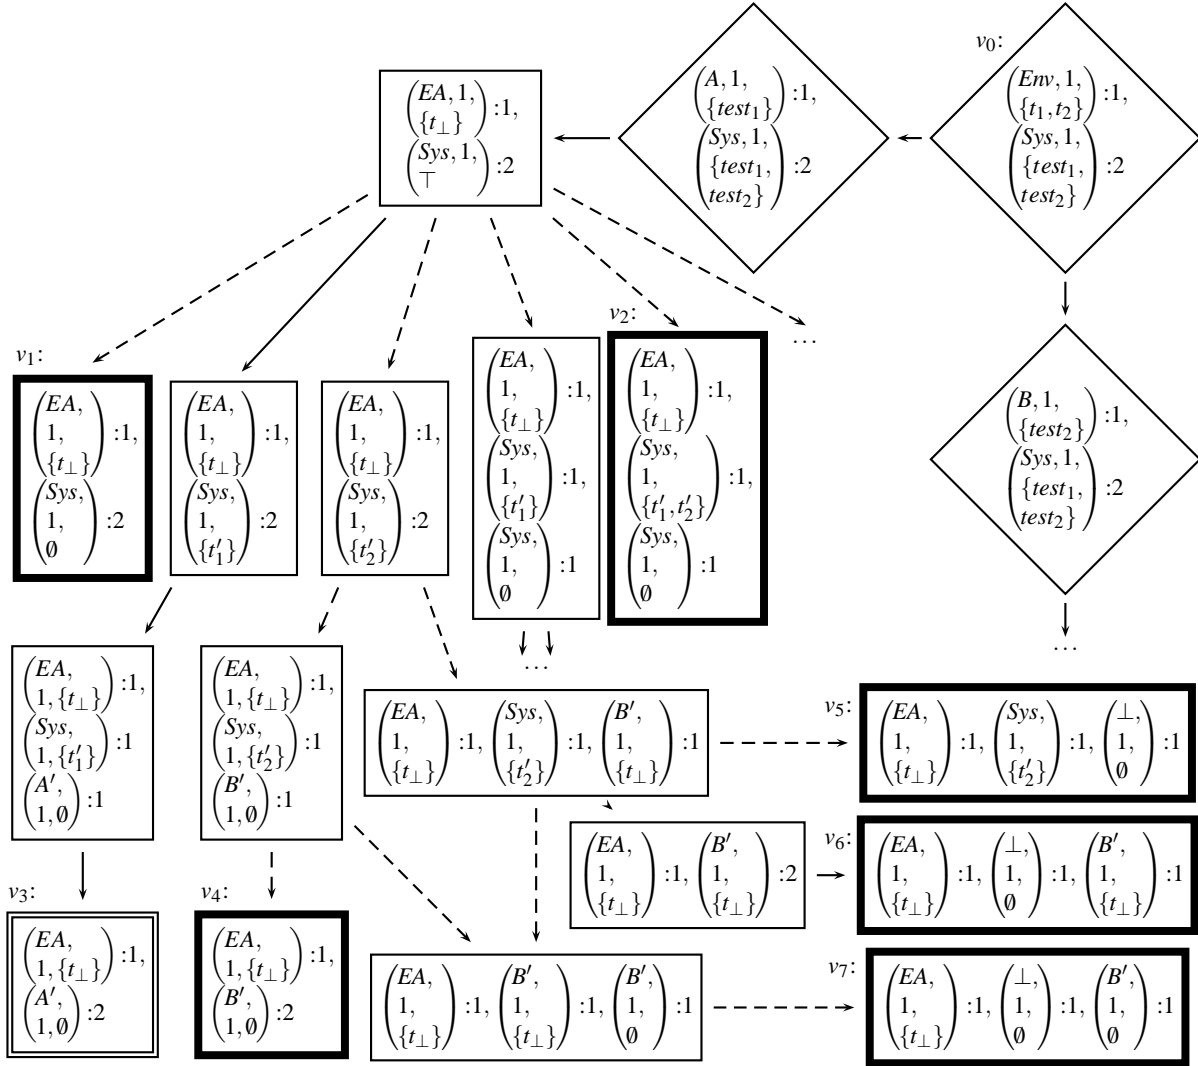 v₀:
(Env, 1, {t₁, t₂}) :1,
(Sys, 1, {test₁, test₂}) :2
(A, 1, {test₁}) :1,
(Sys, 1, {test₁, test₂}) :2
(EA, 1, {t⊥}) :1,
(Sys, 1, ⊤) :2
v₁:
(EA, 1, {t⊥}) :1,
(Sys, 1, ∅) :2
(EA, 1, {t⊥}) :1,
(Sys, 1, {t′₁}) :2
(EA, 1, {t⊥}) :1,
(Sys, 1, {t′₂}) :2
(EA, 1, {t⊥}) :1,
(Sys, 1, {t′₁}) :1,
(Sys, 1, ∅) :1
v₂:
(EA, 1, {t⊥}) :1,
(Sys, 1, {t′₁, t′₂}) :1,
(Sys, 1, ∅) :1
...
(B, 1, {test₂}) :1,
(Sys, 1, {test₁, test₂}) :2
...
...
(EA, 1, {t⊥}) :1,
(Sys, 1, {t′₁}) :1
(A′, 1, ∅) :1
(EA, 1, {t⊥}) :1,
(Sys, 1, {t′₂}) :1
(B′, 1, ∅) :1
(EA, 1, {t⊥}) :1, (Sys, 1, {t′₂}) :1, (B′, 1, {t⊥}) :1
v₅:
(EA, 1, {t⊥}) :1, (Sys, 1, {t′₂}) :1, (⊥, 1, ∅) :1
(EA, 1, {t⊥}) :1, (B′, 1, {t⊥}) :2
v₆:
(EA, 1, {t⊥}) :1, (⊥, 1, ∅) :1, (B′, 1, {t⊥}) :1
v₃:
(EA, 1, {t⊥}) :1,
(A′, 1, ∅) :2
v₄:
(EA, 1, {t⊥}) :1,
(B′, 1, ∅) :2
(EA, 1, {t⊥}) :1, (B′, 1, {t⊥}) :1, (B′, 1, ∅) :1
v₇:
(EA, 1, {t⊥}) :1, (⊥, 1, ∅) :1, (B′, 1, ∅) :1